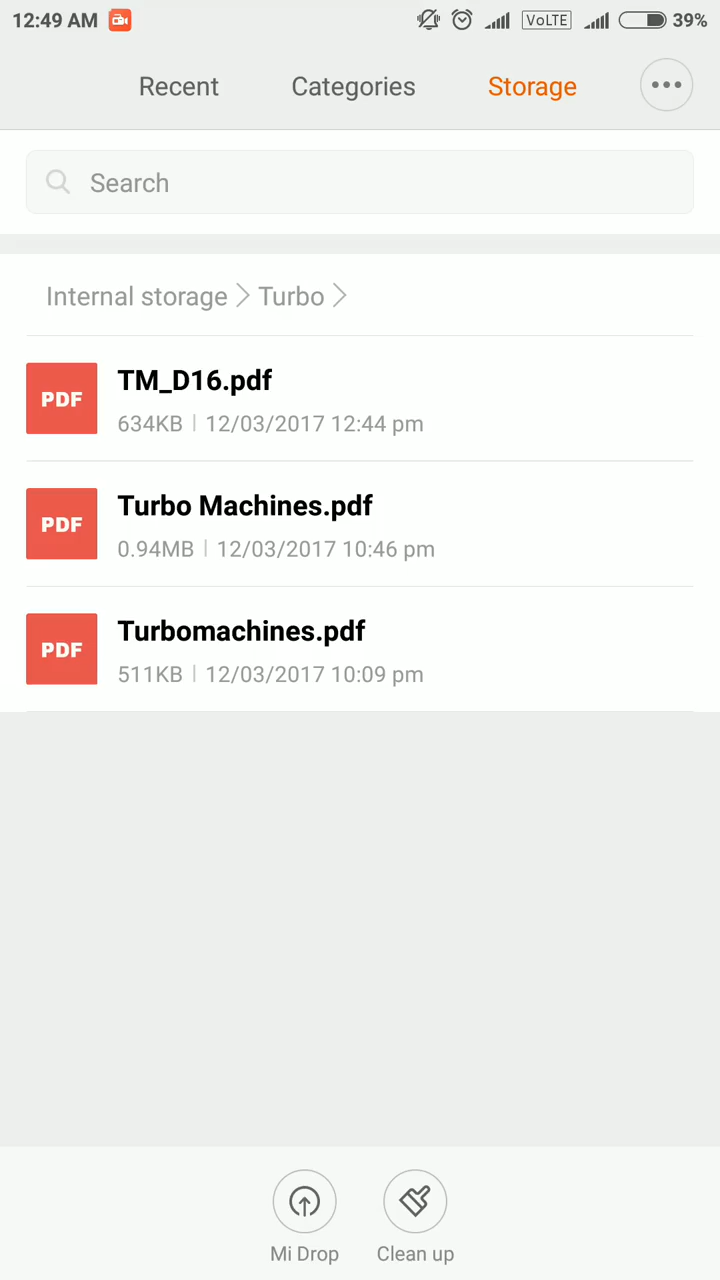 12:49 AM VoLTE 39%
Recent Categories Storage
Search
Internal storage Turbo
PDF TM_D16.pdf
634KB 12/03/2017 12:44 pm
PDF Turbo Machines.pdf
0.94MB 12/03/2017 10:46 pm
PDF Turbomachines.pdf
511KB 12/03/2017 10:09 pm
Mi Drop Clean up